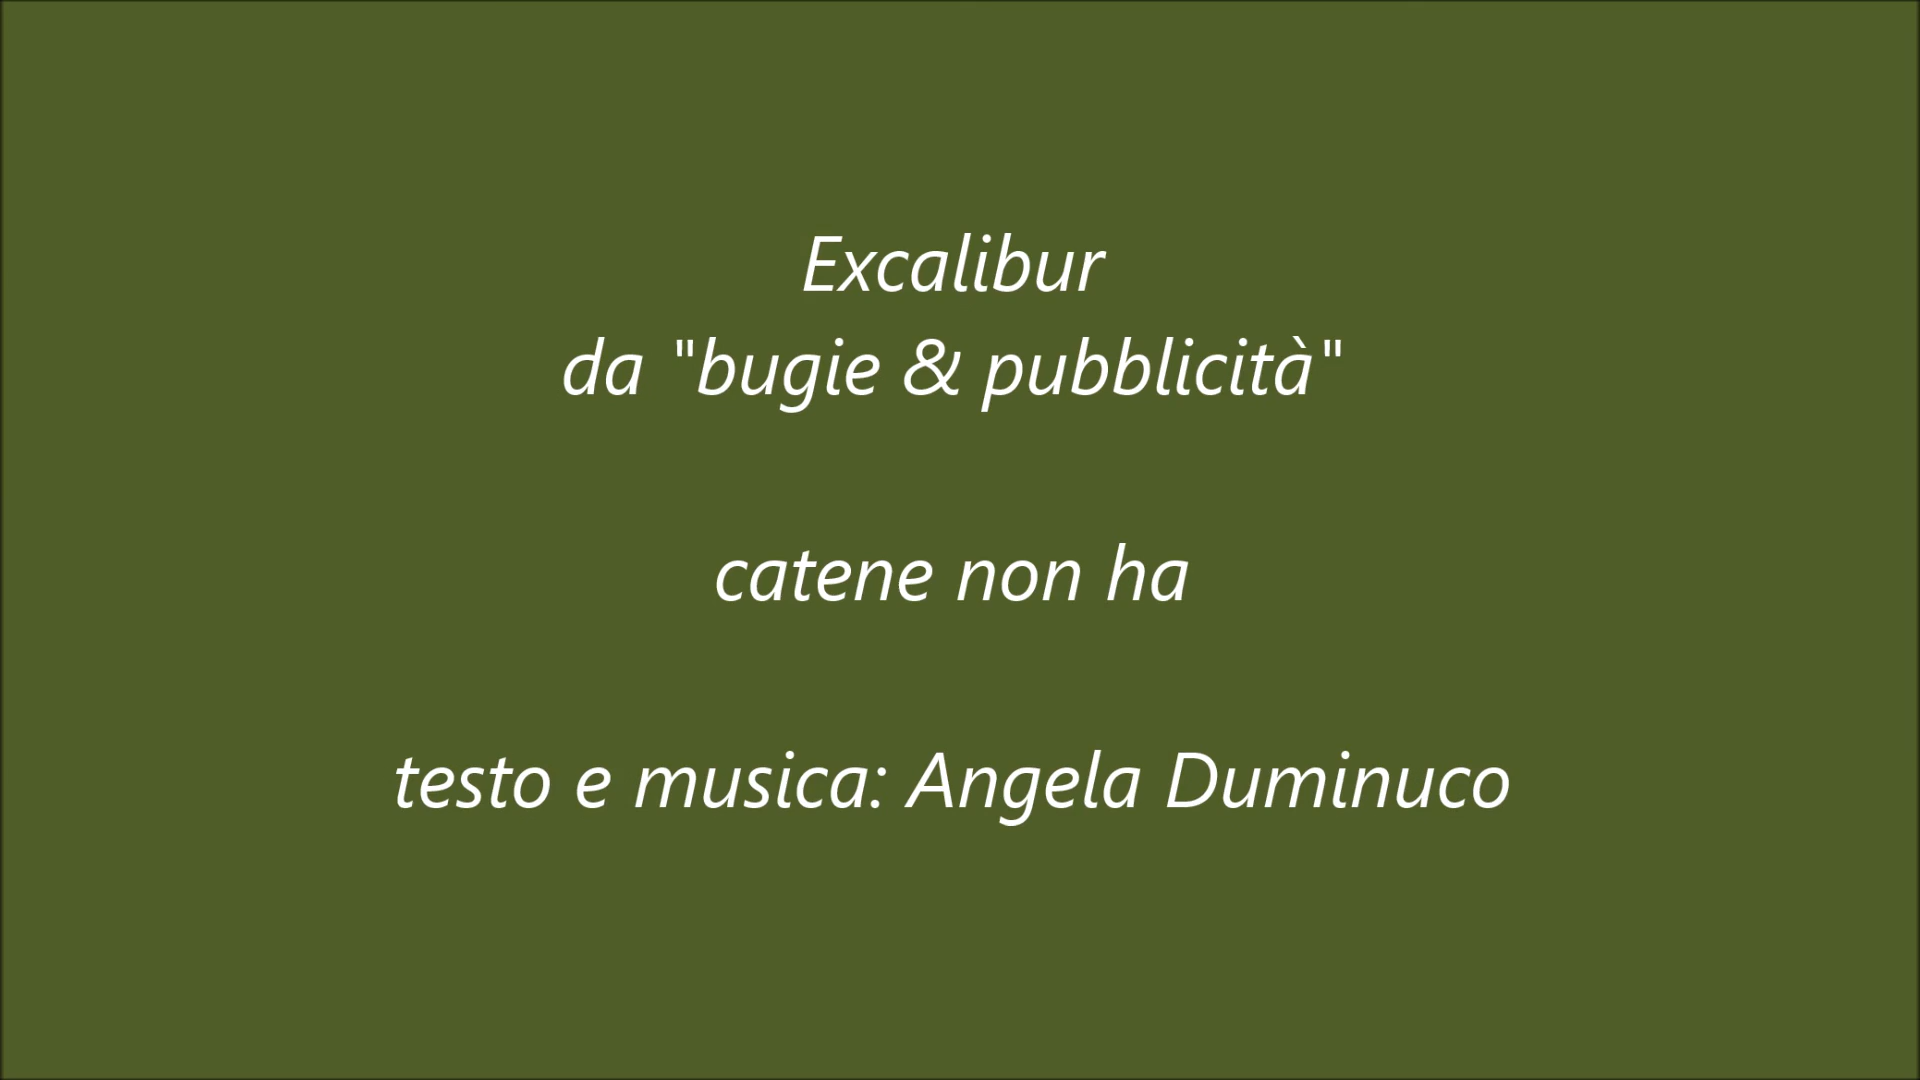 Excalibur
da "bugie & pubblicità"
catene non ha
testo e musica: Angela Duminuco